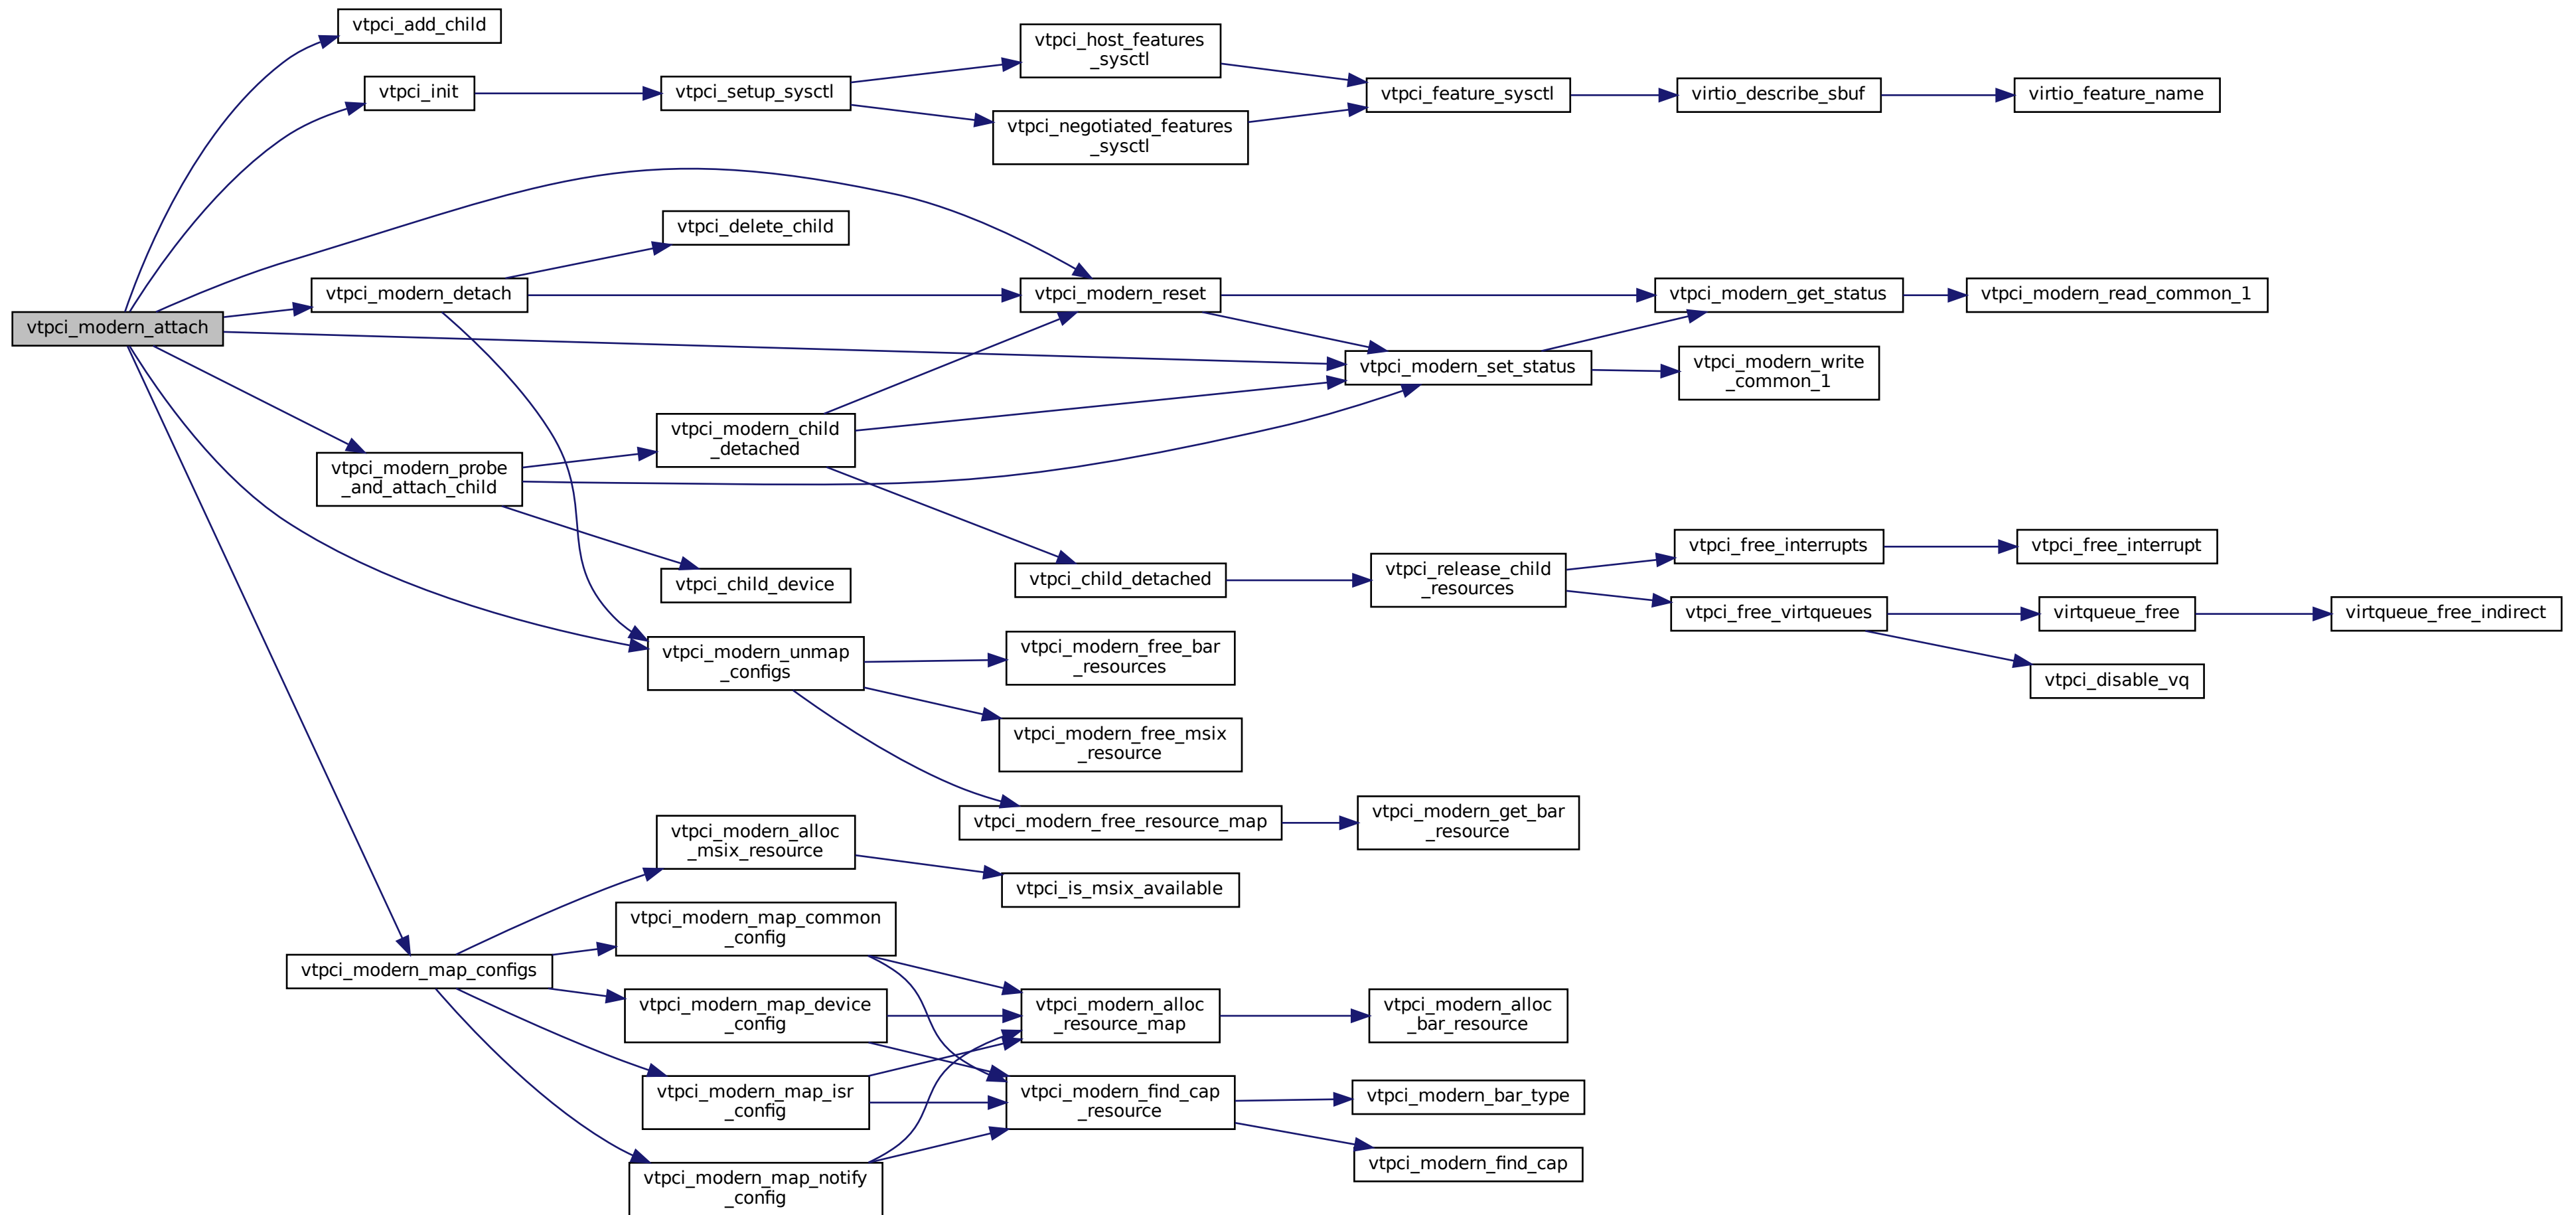 vtpci_modern_attach
vtpci_add_child
vtpci_init
vtpci_setup_sysctl
vtpci_host_features
_sysctl
vtpci_negotiated_features
_sysctl
vtpci_feature_sysctl
virtio_describe_sbuf
virtio_feature_name
vtpci_modern_detach
vtpci_delete_child
vtpci_modern_reset
vtpci_modern_get_status
vtpci_modern_read_common_1
vtpci_modern_set_status
vtpci_modern_write
_common_1
vtpci_modern_probe
_and_attach_child
vtpci_modern_child
_detached
vtpci_child_device
vtpci_child_detached
vtpci_release_child
_resources
vtpci_free_interrupts
vtpci_free_interrupt
vtpci_free_virtqueues
virtqueue_free
virtqueue_free_indirect
vtpci_disable_vq
vtpci_modern_unmap
_configs
vtpci_modern_free_bar
_resources
vtpci_modern_free_msix
_resource
vtpci_modern_free_resource_map
vtpci_modern_get_bar
_resource
vtpci_modern_map_configs
vtpci_modern_alloc
_msix_resource
vtpci_is_msix_available
vtpci_modern_map_common
_config
vtpci_modern_map_device
_config
vtpci_modern_map_isr
_config
vtpci_modern_map_notify
_config
vtpci_modern_alloc
_resource_map
vtpci_modern_alloc
_bar_resource
vtpci_modern_find_cap
_resource
vtpci_modern_bar_type
vtpci_modern_find_cap